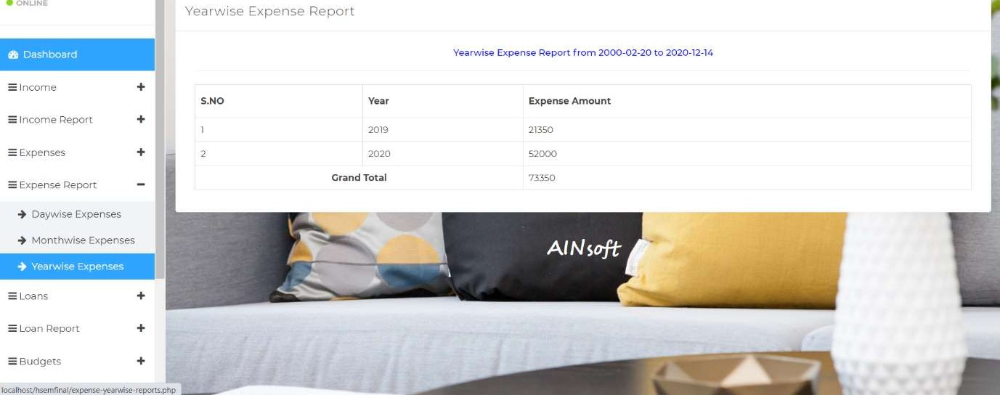 ONLINE
Yearwise Expense Report
Dashboard
Yearwise Expense Report from 2000-02-20 to 2020-12-14
Income
S.NO Year Expense Amount
Income Report
1 2019 21350
Expenses
2 2020 52000
Grand Total 73350
Expense Report
Daywise Expenses
Monthwise Expenses
AINsoft
Yearwise Expenses
Loans
Loan Report
Budgets
localhost/hsemfinal/expense-yearwise-reports.php